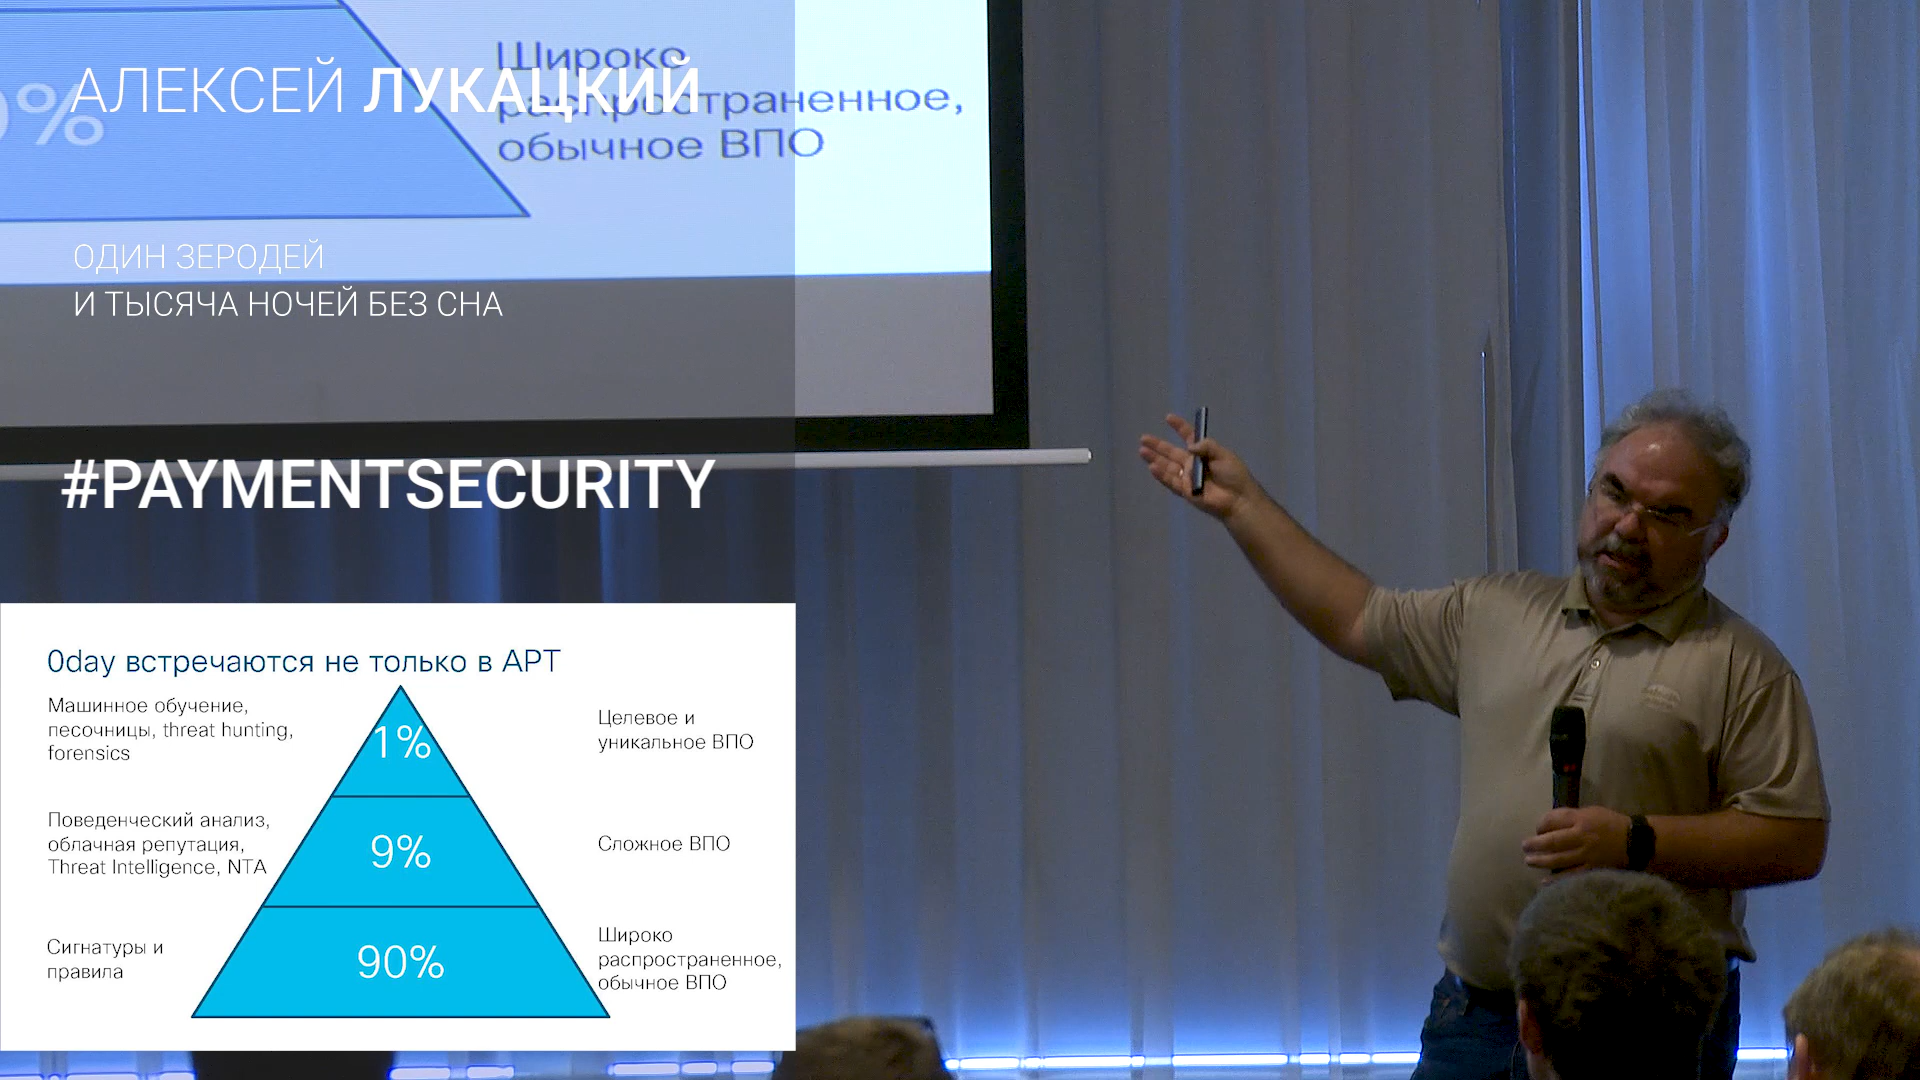 Широко
распространенное,
обычное ВПО
%
АЛЕКСЕЙ ЛУКАЦКИЙ
ОДИН ЗЕРОДЕЙ
И ТЫСЯЧА НОЧЕЙ БЕЗ СНА
#PAYMENTSECURITY
0day встречаются не только в APT
Машинное обучение,
песочницы, threat hunting,
forensics
1%
Целевое и
уникальное ВПО
Поведенческий анализ,
облачная репутация,
Threat Intelligence, NTA
9%
Сложное ВПО
Сигнатуры и
правила
90%
Широко
распространенное,
обычное ВПО